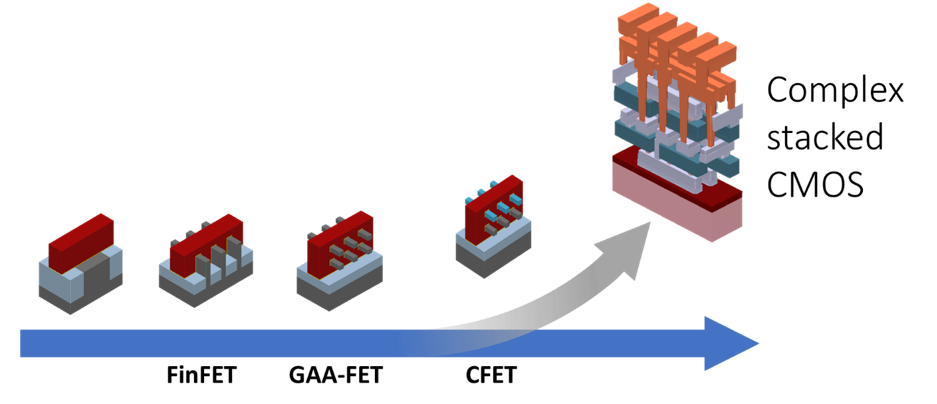 Complex
stacked
CMOS
FinFET
GAA-FET
CFET